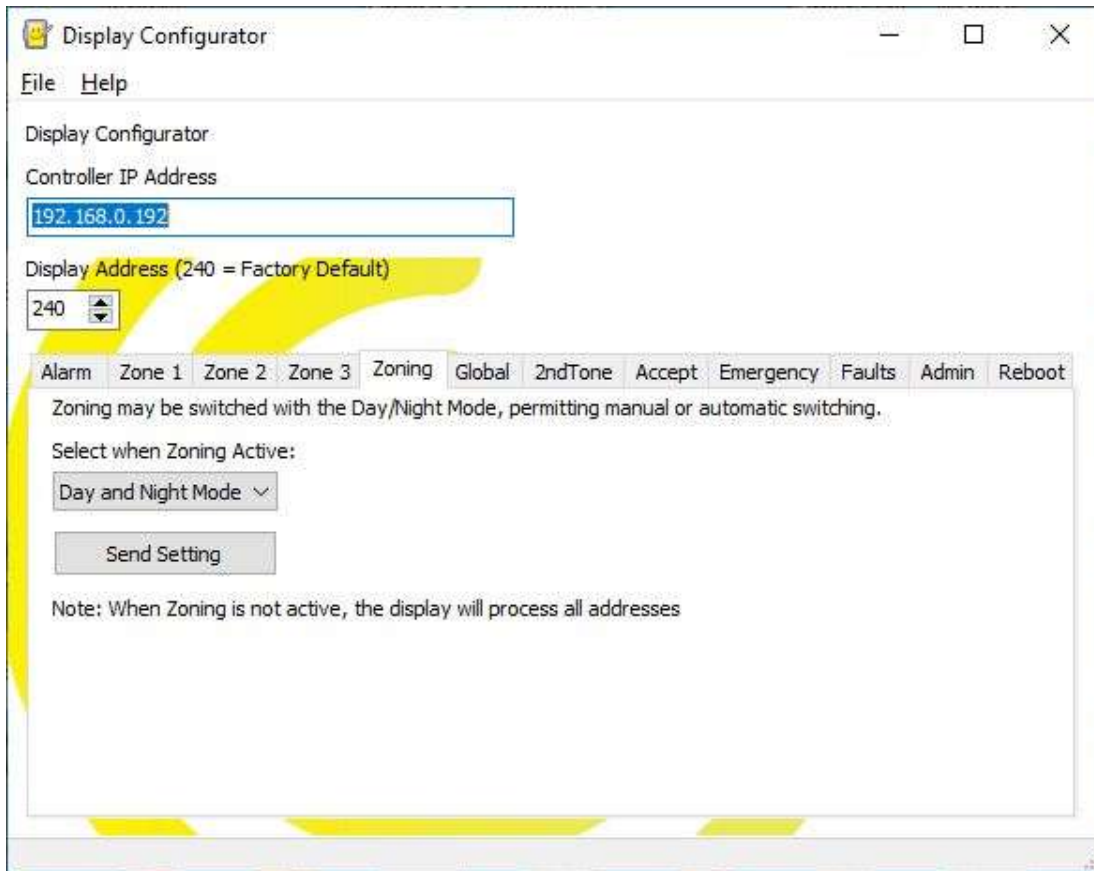 Display Configurator
File Help
Display Configurator
Controller IP Address
192.168.0.192
Display Address (240 = Factory Default)
240
Alarm Zone 1 Zone 2 Zone 3 Zoning Global 2ndTone Accept Emergency Faults Admin Reboot
Zoning may be switched with the Day/Night Mode, permitting manual or automatic switching.
Select when Zoning Active:
Day and Night Mode
Send Setting
Note: When Zoning is not active, the display will process all addresses